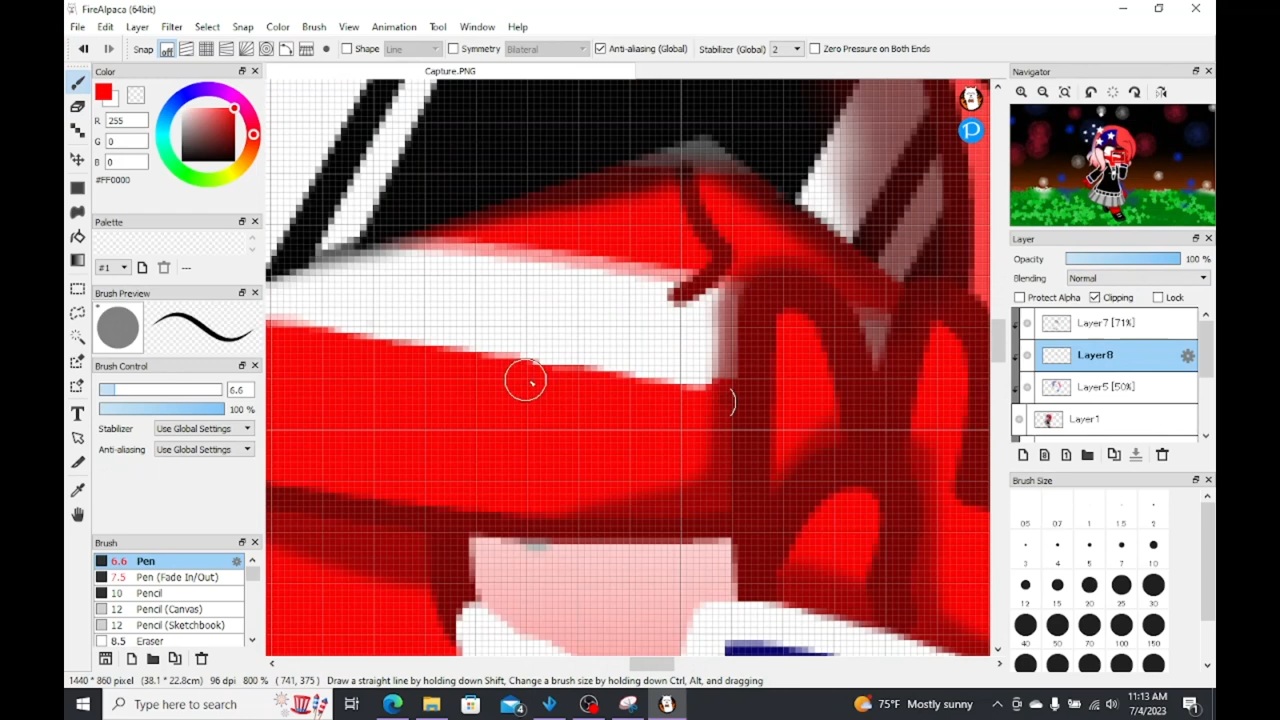 FireAlpaca (64bit)
File Edit Layer Filter Select Snap Color Brush View Animation Tool Window Help
Snap off Shape Line Symmetry Bilateral Anti-aliasing (Global) Stabilizer (Global) 2 Zero Pressure on Both Ends
Color
Capture.PNG
Navigator
R 255
G 0
B 0
#FF0000
Palette
#1
---
Brush Preview
Brush Control
6.6
100 %
Stabilizer Use Global Settings
Anti-aliasing Use Global Settings
Brush
6.6 Pen
7.5 Pen (Fade In/Out)
10 Pencil
12 Pencil (Canvas)
12 Pencil (Sketchbook)
8.5 Eraser
Layer
Opacity 100 %
Blending Normal
Protect Alpha Clipping Lock
Layer7 [71%]
Layer8
Layer5 [50%]
Layer1
Brush Size
05 07 1 1.5 2
3 4 5 7 10
12 15 20 25 30
40 50 70 100 150
1440 * 860 pixel (38.1 * 22.8cm) 96 dpi 800 % ( 741, 375 ) Draw a straight line by holding down Shift, Change a brush size by holding down Ctrl, Alt, and dragging
Type here to search
4
75°F Mostly sunny
11:13 AM
7/4/2023
1